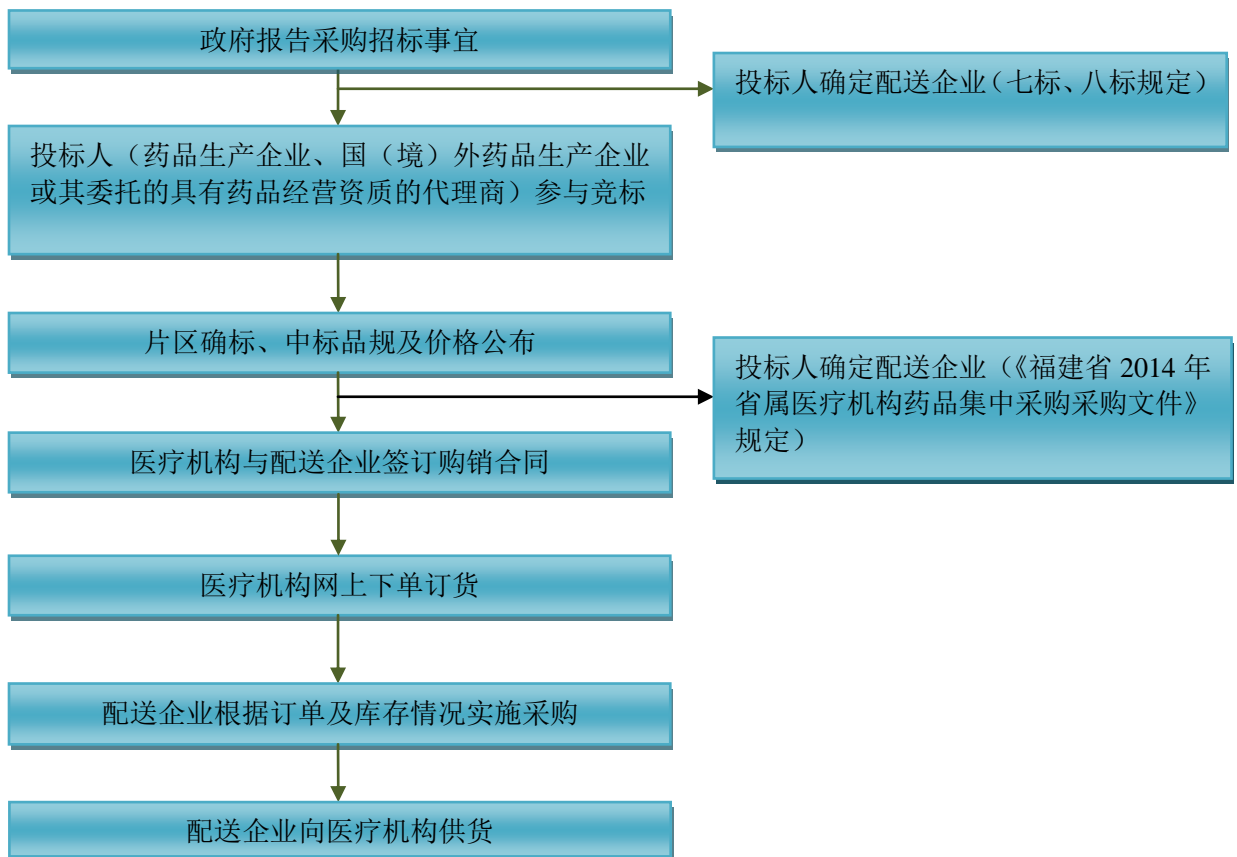 政府报告采购招标事宜
投标人确定配送企业（七标、八标规定）
投标人（药品生产企业、国（境）外药品生产企业
或其委托的具有药品经营资质的代理商）参与竞标
片区确标、中标品规及价格公布
投标人确定配送企业（《福建省 2014 年
省属医疗机构药品集中采购采购文件》
规定）
医疗机构与配送企业签订购销合同
医疗机构网上下单订货
配送企业根据订单及库存情况实施采购
配送企业向医疗机构供货